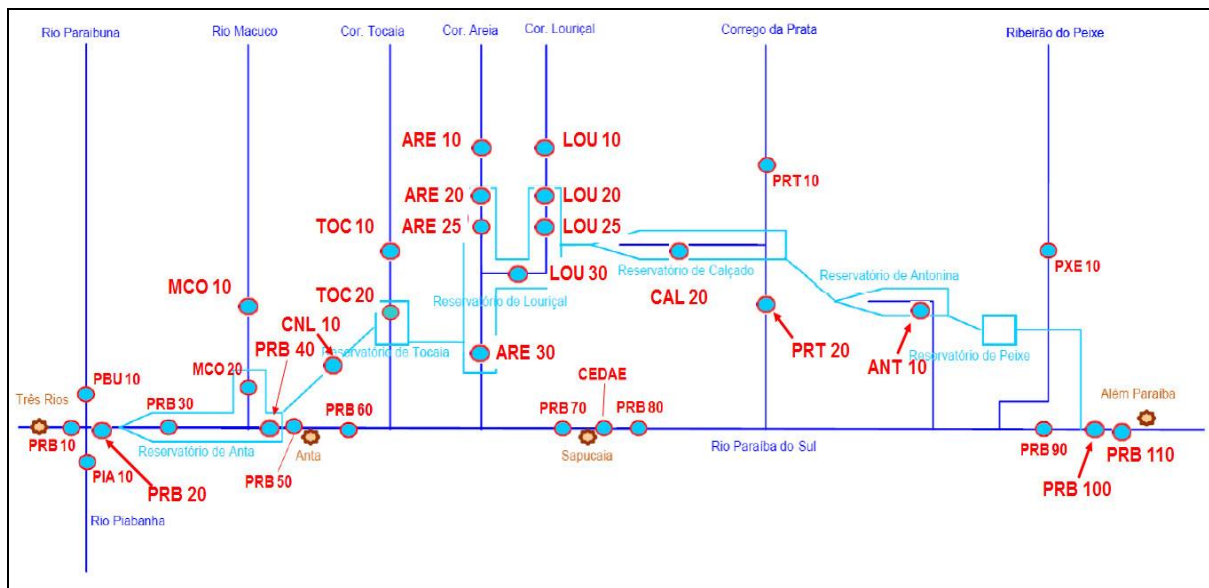 Rio Paraibuna
Rio Macuco
Cor. Tocaia
Cor. Areia
Cor. Louriçal
Corrego da Prata
Ribeirão do Peixe
ARE 10
LOU 10
PRT 10
ARE 20
LOU 20
TOC 10
ARE 25
LOU 25
PXE 10
MCO 10
LOU 30
Reservatório de Calçado
Reservatório de Antonina
TOC 20
Reservatório de Louriçal
CAL 20
CNL 10
PRB 40
Reservatório de Tocaia
ARE 30
PRT 20
ANT 10
Reservatório de Peixe
MCO 20
PBU 10
CEDAE
Além Paraiba
Três Rios
PRB 30
PRB 60
PRB 70
PRB 80
PRB 10
Reservatório de Anta
Anta
Sapucaia
Rio Paraíba do Sul
PRB 90
PRB 110
PIA 10
PRB 20
PRB 50
PRB 100
Rio Piabanha